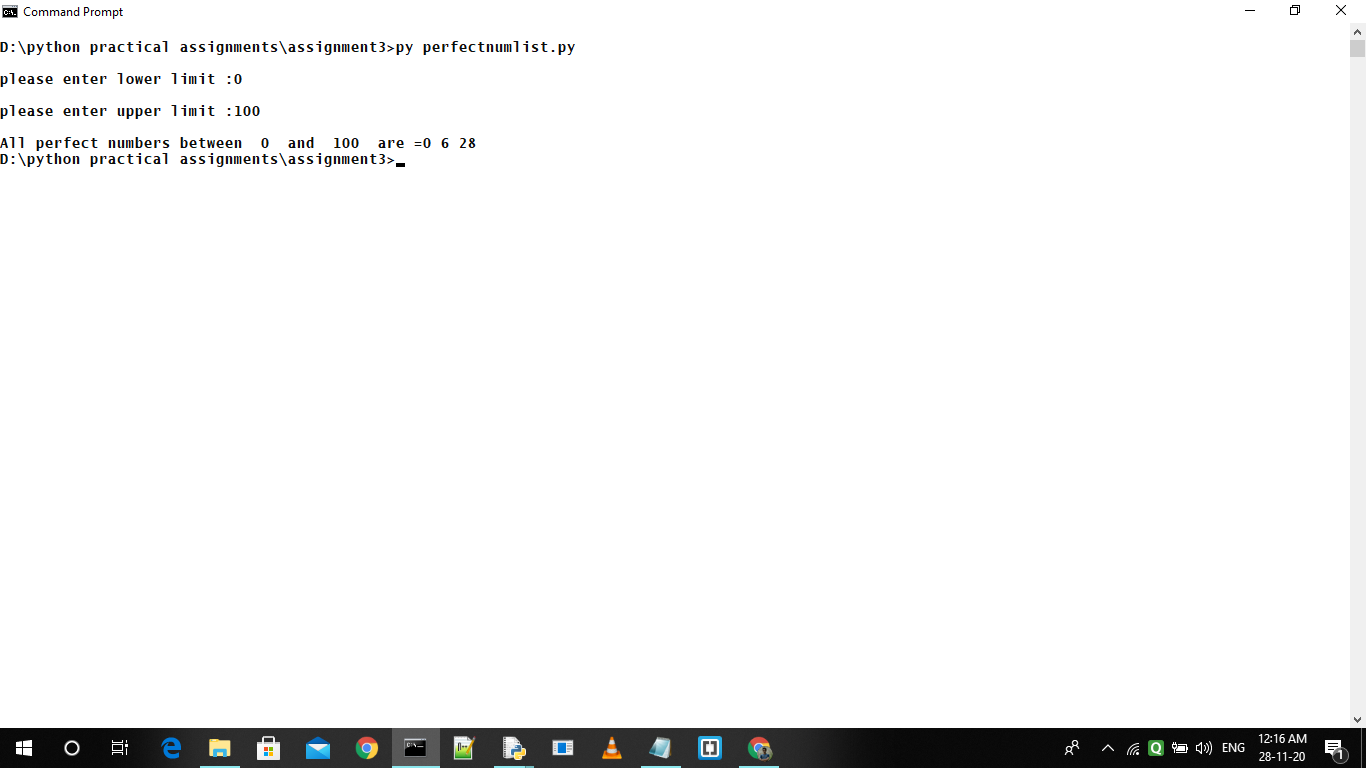 Command Prompt
D:\python practical assignments\assignment3>py perfectnumlist.py
please enter lower limit :0
please enter upper limit :100
All perfect numbers between  0  and  100  are =0 6 28
D:\python practical assignments\assignment3>
ENG
12:16 AM
28-11-20
1